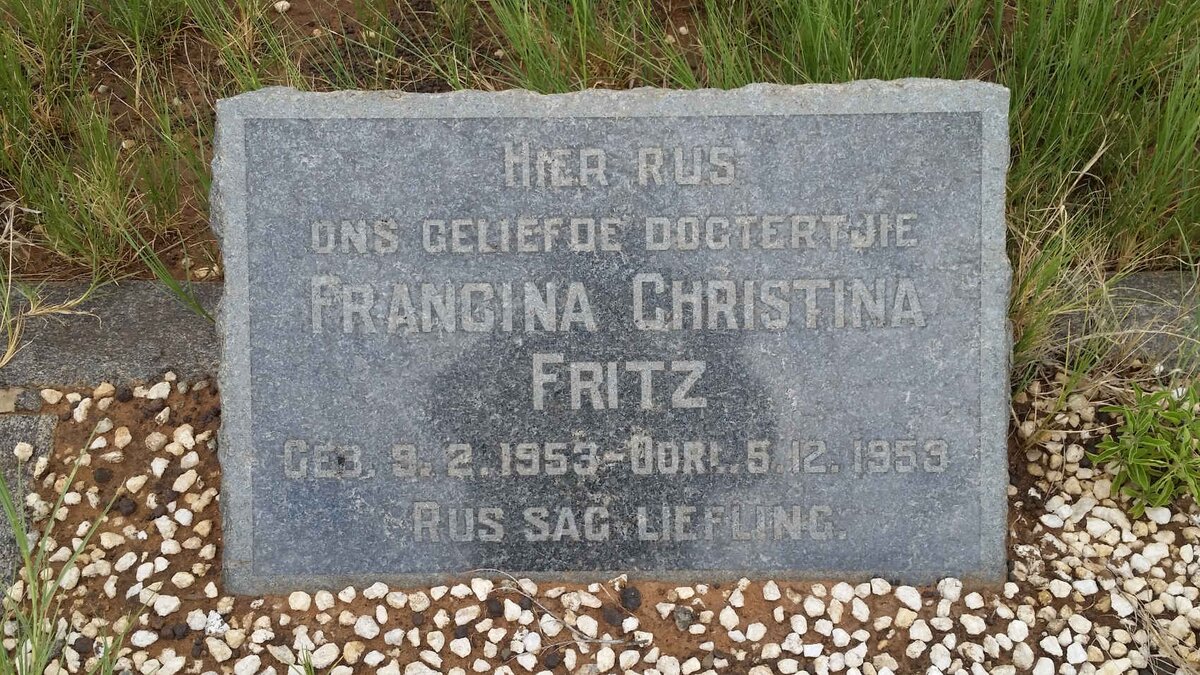 HIER RUS
ONS GELIEFDE DOGTERTJIE
FRANCINA CHRISTINA
FRITZ
GEB. 9.2.1953-OORL. 5.12.1953
RUS SAG LIEFLING.